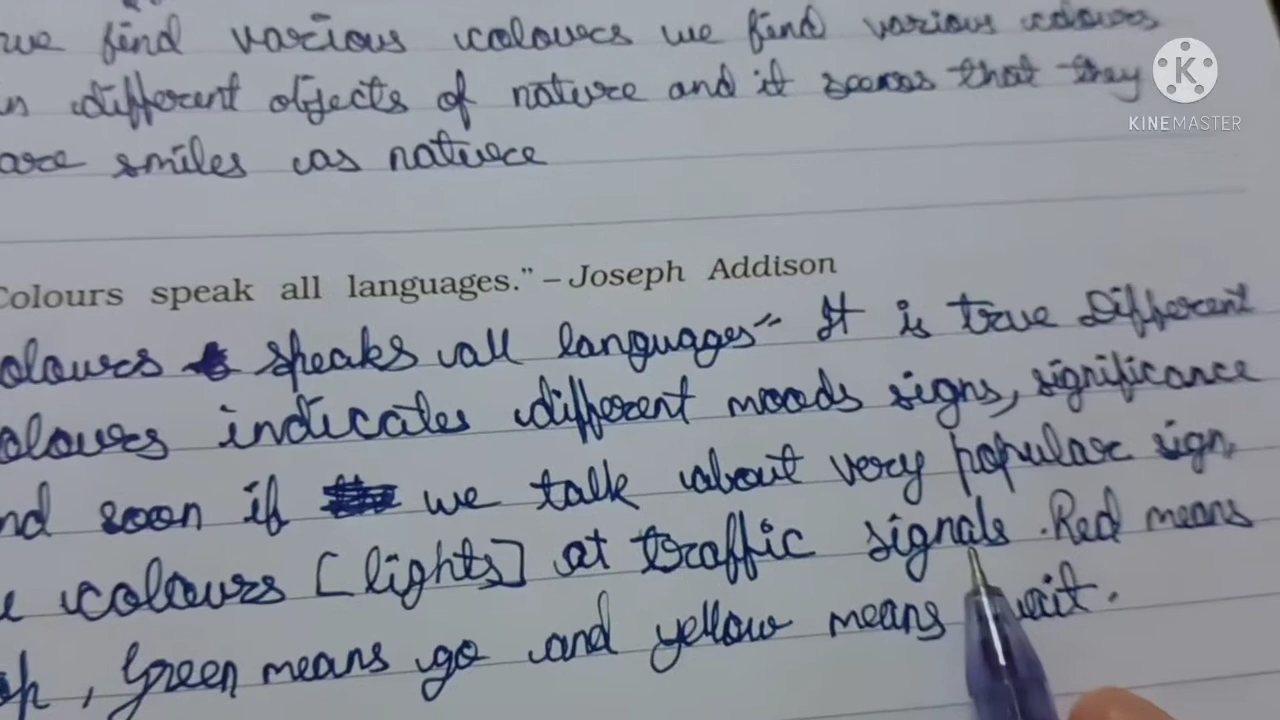 we find various colours we find various colours
in different objects of nature and it seems that they
are smiles as nature
Colours speak all languages." – Joseph Addison
olours speaks all languages" It is true Different
olours indicates different moods signs, significance
nd soon if we talk about very popular sign,
e colours [lights] at traffic signals . Red means
op, Green means go and yellow means wait.
KINEMASTER